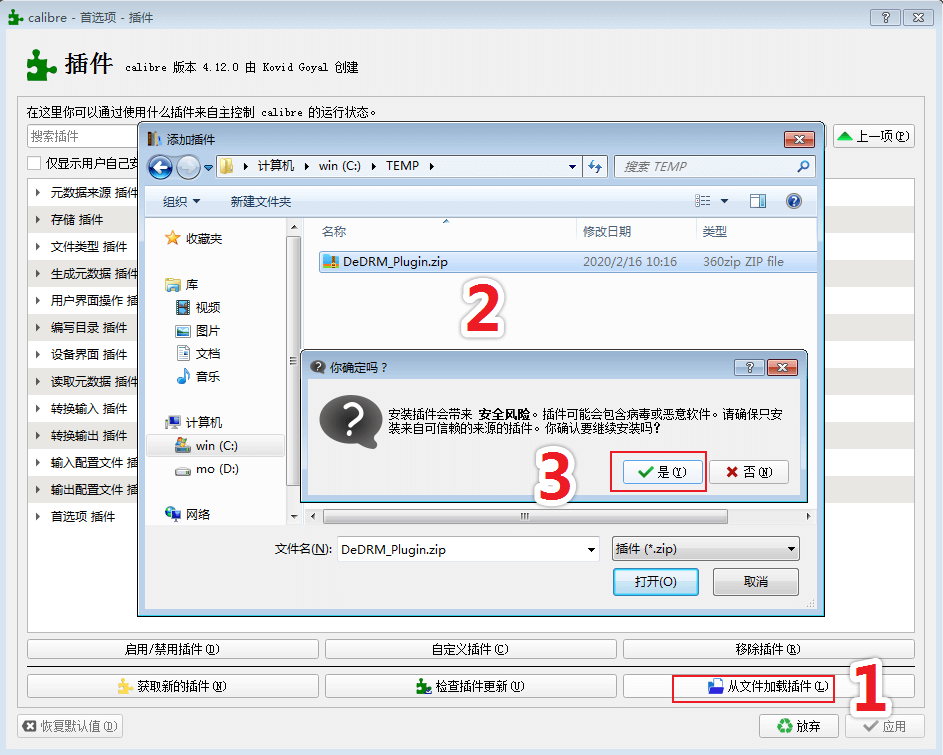 calibre - 首选项 - 插件
插件 calibre 版本 4.12.0 由 Kovid Goyal 创建
在这里你可以通过使用什么插件来自主控制 calibre 的运行状态。
搜索插件
上一项(P)
仅显示用户自己安
元数据来源 插件
存储 插件
文件类型 插件
生成元数据 插件
用户界面操作 插
编写目录 插件
设备界面 插件
读取元数据 插件
转换输入 插件
转换输出 插件
输入配置文件 插
输出配置文件 插
首选项 插件
添加插件
计算机 win (C:) TEMP
搜索 TEMP
组织 新建文件夹
收藏夹
库
视频
图片
文档
音乐
计算机
win (C:)
mo (D:)
网络
名称 修改日期 类型
DeDRM_Plugin.zip 2020/2/16 10:16 360zip ZIP file
2
你确定吗？
安装插件会带来 安全风险。插件可能会包含病毒或恶意软件。请确保只安
装来自可信赖的来源的插件。你确认要继续安装吗?
3
是(Y) 否(N)
文件名(N): DeDRM_Plugin.zip 插件 (*.zip)
打开(O) 取消
启用/禁用插件(D) 自定义插件(C) 移除插件(R)
获取新的插件(N) 检查插件更新(U) 从文件加载插件(L)
1
恢复默认值(D) 放弃 应用